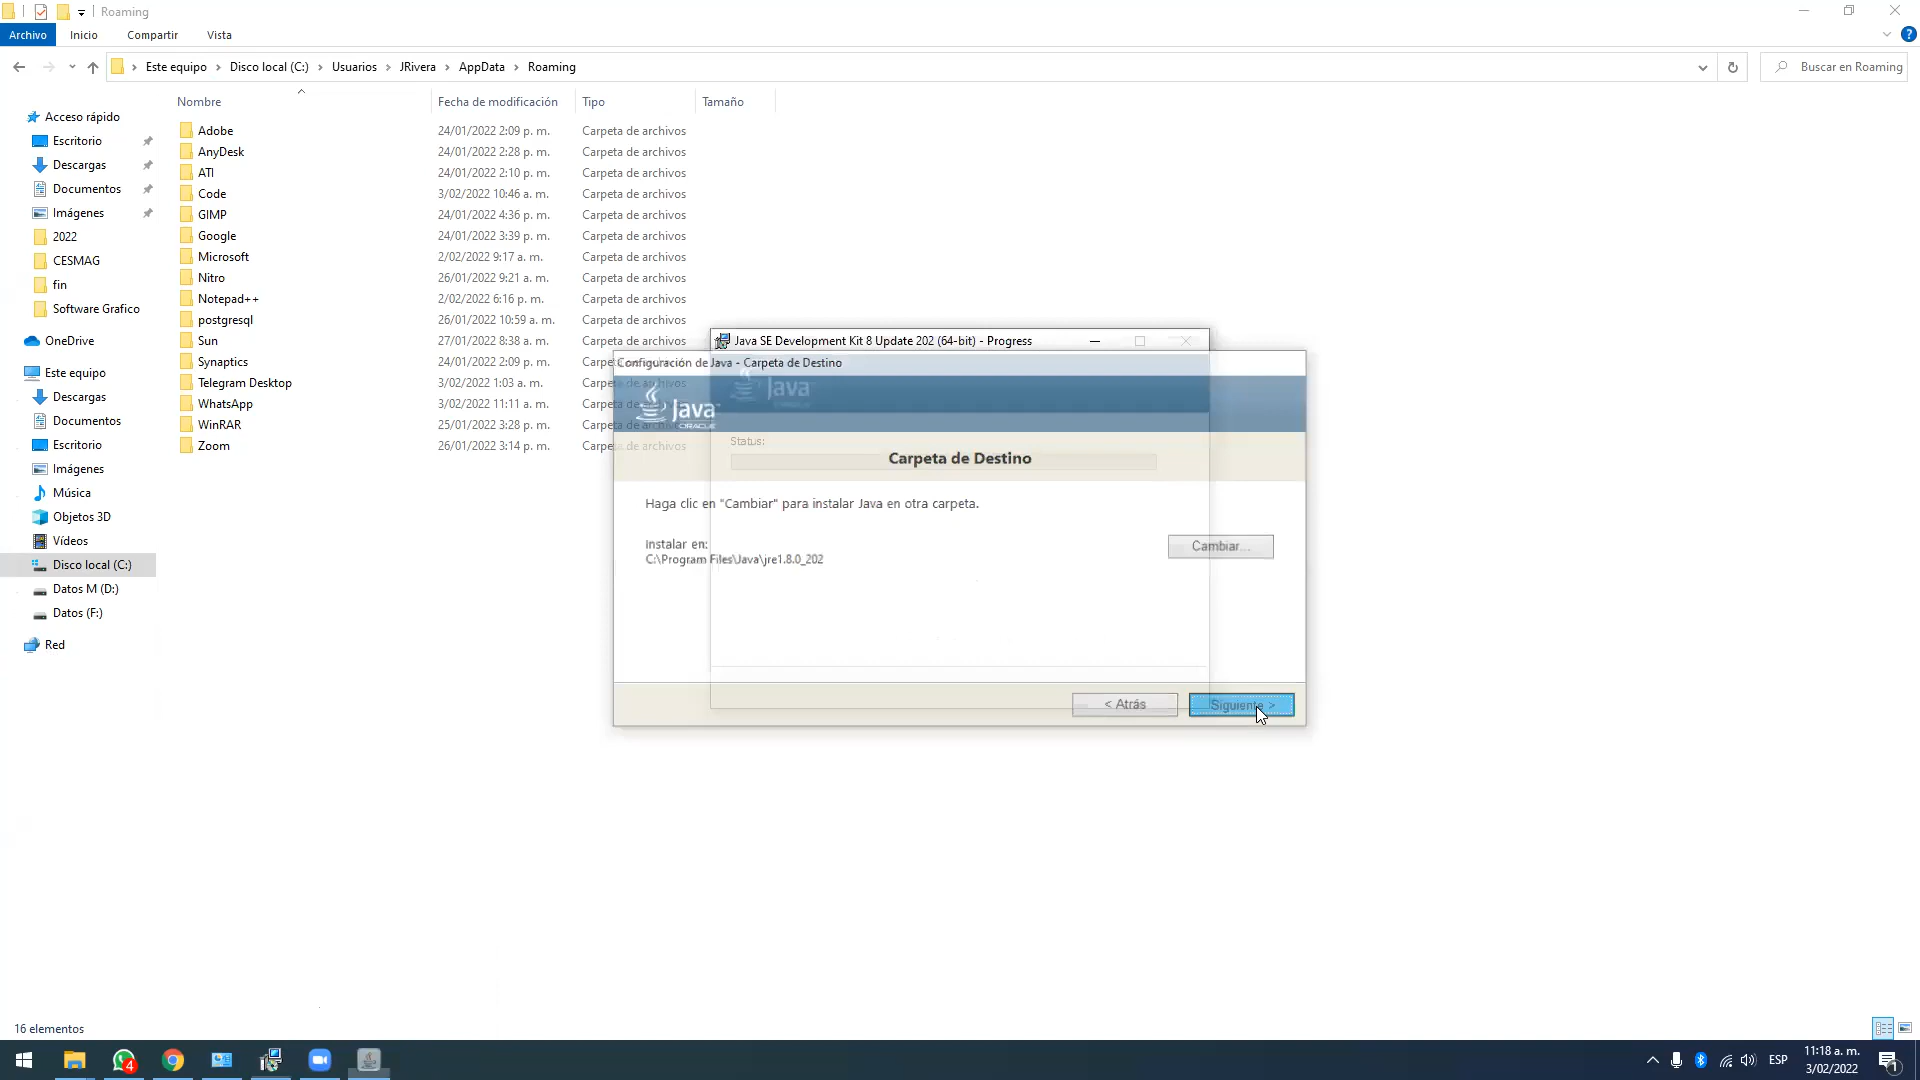 Roaming
Archivo
Inicio
Compartir
Vista
Este equipo
Disco local (C:)
Usuarios
JRivera
AppData
Roaming
Buscar en Roaming
Nombre
Fecha de modificación
Tipo
Tamaño
Acceso rápido
Escritorio
Descargas
Documentos
Imágenes
2022
CESMAG
fin
Software Grafico
OneDrive
Este equipo
Descargas
Documentos
Escritorio
Imágenes
Música
Objetos 3D
Vídeos
Disco local (C:)
Datos M (D:)
Datos (F:)
Red
Adobe 24/01/2022 2:09 p. m. Carpeta de archivos
AnyDesk 24/01/2022 2:28 p. m. Carpeta de archivos
ATI 24/01/2022 2:10 p. m. Carpeta de archivos
Code 3/02/2022 10:46 a. m. Carpeta de archivos
GIMP 24/01/2022 4:36 p. m. Carpeta de archivos
Google 24/01/2022 3:39 p. m. Carpeta de archivos
Microsoft 2/02/2022 9:17 a. m. Carpeta de archivos
Nitro 26/01/2022 9:21 a. m. Carpeta de archivos
Notepad++ 2/02/2022 6:16 p. m. Carpeta de archivos
postgresql 26/01/2022 10:59 a. m. Carpeta de archivos
Sun 27/01/2022 8:38 a. m. Carpeta de archivos
Synaptics 24/01/2022 2:09 p. m. Carpeta de archivos
Telegram Desktop 3/02/2022 1:03 a. m. Carpeta de archivos
WhatsApp 3/02/2022 11:11 a. m. Carpeta de archivos
WinRAR 25/01/2022 3:28 p. m. Carpeta de archivos
Zoom 26/01/2022 3:14 p. m. Carpeta de archivos
Java SE Development Kit 8 Update 202 (64-bit) - Progress
Configuración de Java - Carpeta de Destino
Java
Java
ORACLE
Status:
Carpeta de Destino
Haga clic en "Cambiar" para instalar Java en otra carpeta.
Instalar en:
C:\Program Files\Java\jre1.8.0_202
Cambiar...
< Atrás
Siguiente >
16 elementos
4
ESP
11:18 a. m.
3/02/2022
1